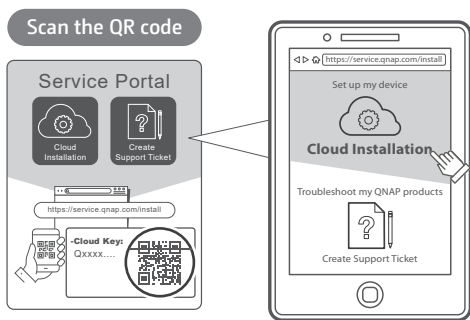 Scan the QR code
Service Portal
Cloud
Installation
Create
Support Ticket
https://service.qnap.com/install
-Cloud Key:
Qxxxx....
https://service.qnap.com/install
Set up my device
Cloud Installation
Troubleshoot my QNAP products
Create Support Ticket